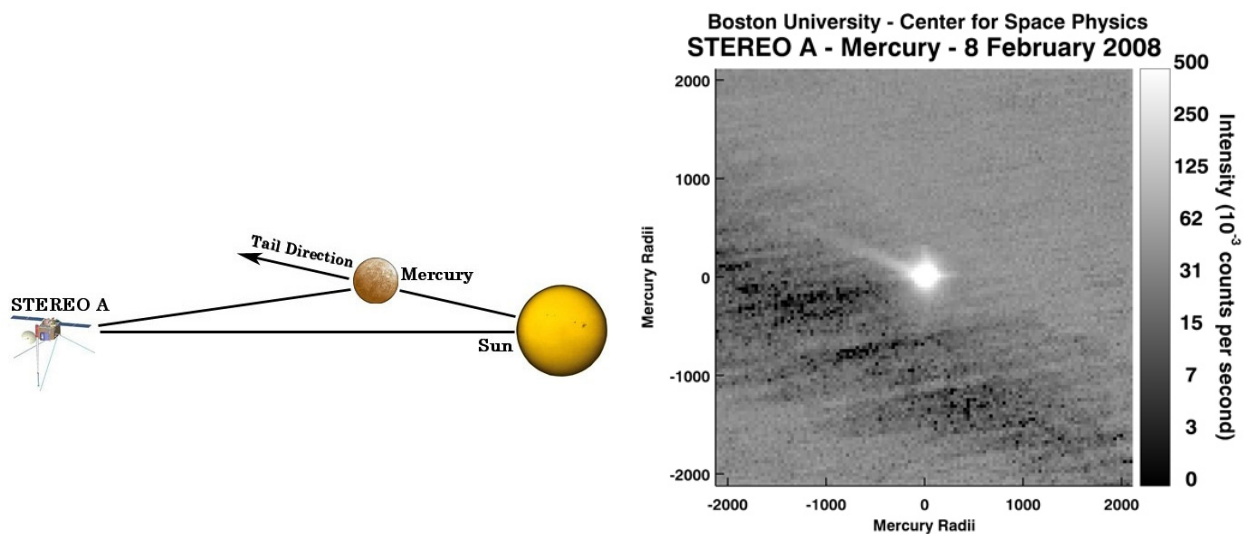 STEREO A
Tail Direction
Mercury
Sun
Boston University - Center for Space Physics
STEREO A - Mercury - 8 February 2008
Mercury Radii
2000
1000
0
-1000
-2000
-2000 -1000 0 1000 2000
Mercury Radii
500
250
125
62
31
15
7
3
0
Intensity (10⁻³ counts per second)